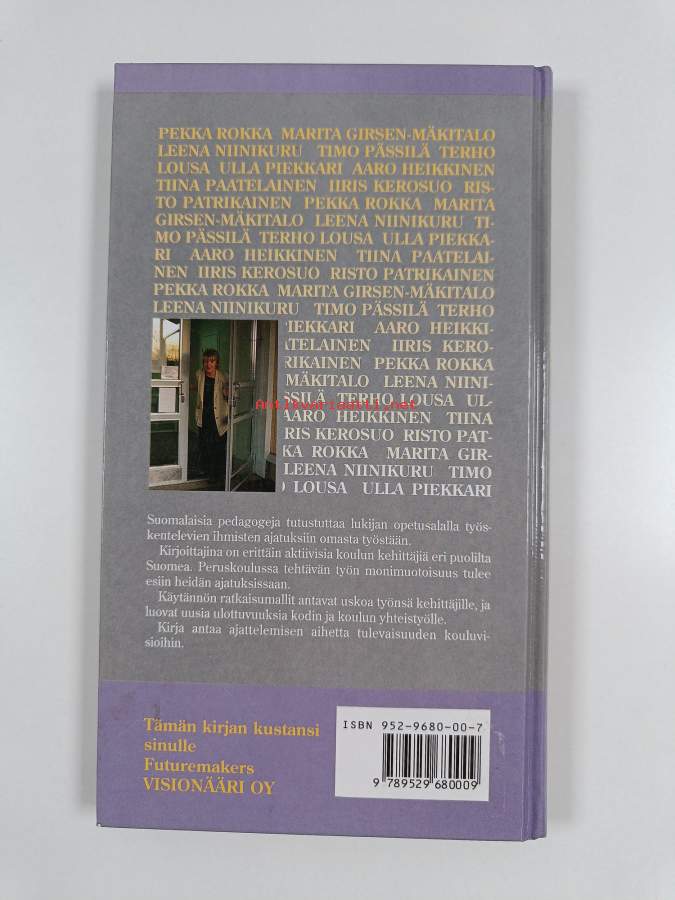 PEKKA ROKKA MARITA GIRSEN-MÄKITALO
LEENA NIINIKURU TIMO PÄSSILÄ TERHO
LOUSA ULLA PIEKKARI AARO HEIKKINEN
TIINA PAATELAINEN IIRIS KEROSUO RIS-
TO PATRIKAINEN PEKKA ROKKA MARITA
GIRSEN-MÄKITALO LEENA NIINIKURU TI-
MO PÄSSILÄ TERHO LOUSA ULLA PIEKKA-
RI AARO HEIKKINEN TIINA PAATELAI-
NEN IIRIS KEROSUO RISTO PATRIKAINEN
PEKKA ROKKA MARITA GIRSEN-MÄKITALO
LEENA NIINIKURU TIMO PÄSSILÄ TERHO
PIEKKARI AARO HEIKKI-
ATELAINEN IIRIS KERO-
RIKAINEN PEKKA ROKKA
MÄKITALO LEENA NIINI-
SSILÄ TERHO LOUSA UL-
antikvariaatti.net
AARO HEIKKINEN TIINA
RIS KEROSUO RISTO PAT-
KA ROKKA MARITA GIR-
LEENA NIINIKURU TIMO
O LOUSA ULLA PIEKKARI
Suomalaisia pedagogeja tutustuttaa lukijan opetusalalla työs-
kentelevien ihmisten ajatuksiin omasta työstään.
Kirjoittajina on erittäin aktiivisia koulun kehittäjiä eri puolilta
Suomea. Peruskoulussa tehtävän työn monimuotoisuus tulee
esiin heidän ajatuksissaan.
Käytännön ratkaisumallit antavat uskoa työnsä kehittäjille, ja
luovat uusia ulottuvuuksia kodin ja koulun yhteistyölle.
Kirja antaa ajattelemisen aihetta tulevaisuuden kouluvi-
sioihin.
Tämän kirjan kustansi
sinulle
Futuremakers
VISIONÄÄRI OY
ISBN 952-9680-00-7
9 789529 680009